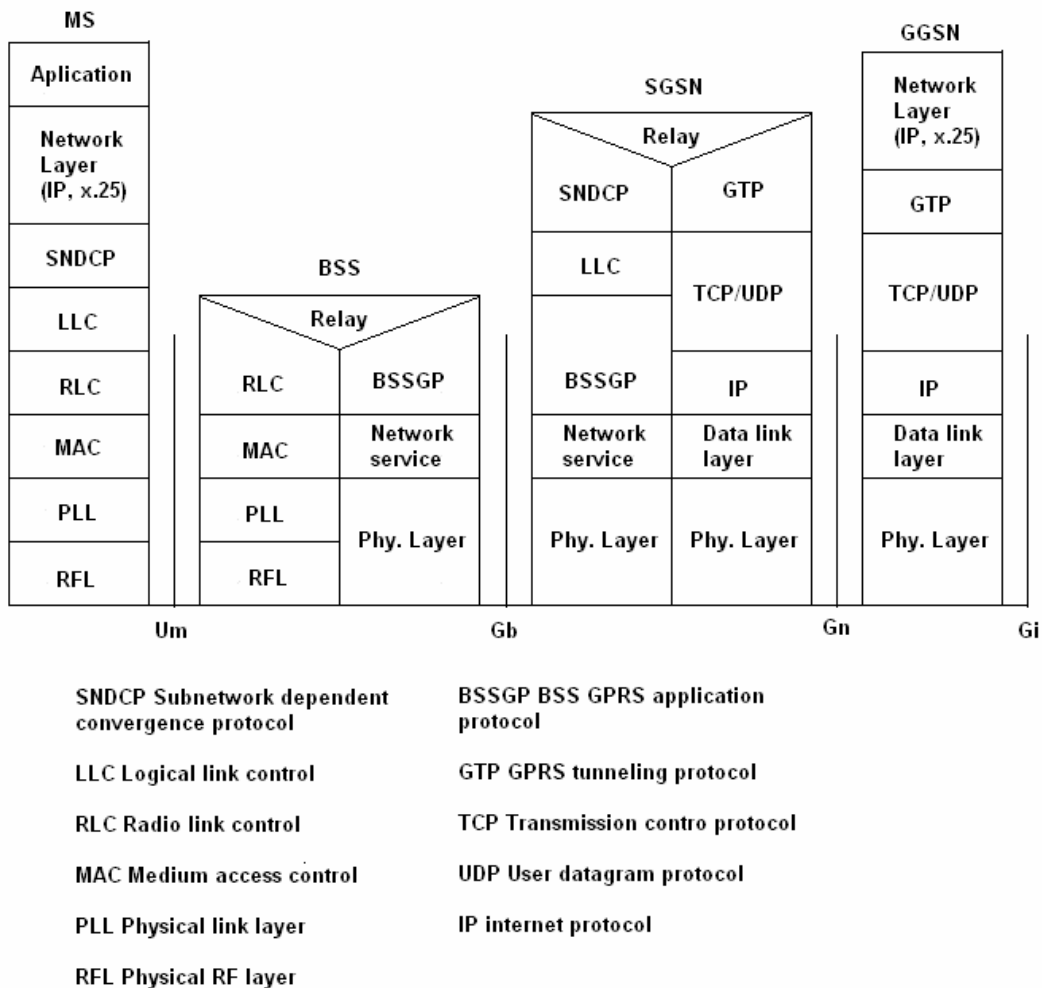 MS
Aplication
Network
Layer
(IP, x.25)
SNDCP
LLC
RLC
MAC
PLL
RFL
Um
BSS
Relay
RLC
BSSGP
MAC
Network
service
PLL
RFL
Phy. Layer
Gb
SGSN
Relay
SNDCP
GTP
LLC
TCP/UDP
BSSGP
IP
Network
service
Data link
layer
Phy. Layer
Phy. Layer
Gn
GGSN
Network
Layer
(IP, x.25)
GTP
TCP/UDP
IP
Data link
layer
Phy. Layer
Gi
SNDCP Subnetwork dependent
convergence protocol
LLC Logical link control
RLC Radio link control
MAC Medium access control
PLL Physical link layer
RFL Physical RF layer
BSSGP BSS GPRS application
protocol
GTP GPRS tunneling protocol
TCP Transmission contro protocol
UDP User datagram protocol
IP internet protocol